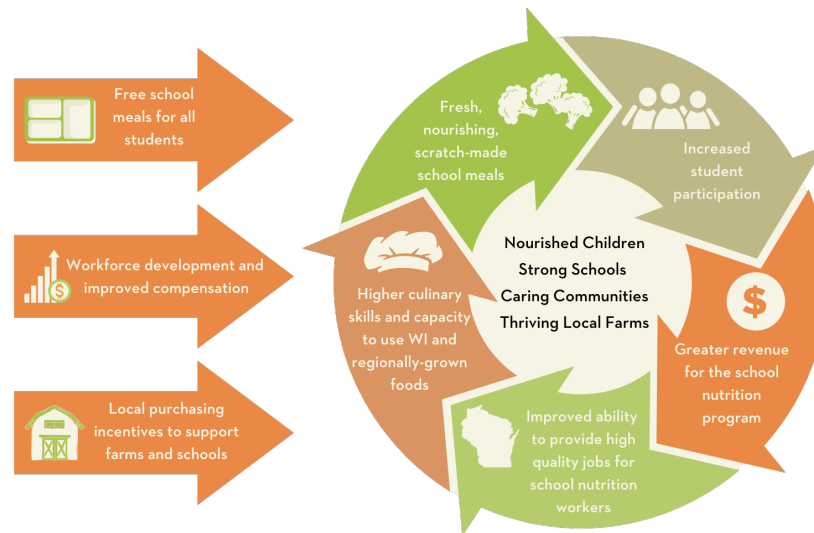 Free school
meals for all
students
Workforce development and
improved compensation
$
Local purchasing
incentives to support
farms and schools
Fresh,
nourishing,
scratch-made
school meals
Increased
student
participation
$
Greater revenue
for the school
nutrition
program
Improved ability
to provide high
quality jobs for
school nutrition
workers
Higher culinary
skills and capacity
to use WI and
regionally-grown
foods
Nourished Children
Strong Schools
Caring Communities
Thriving Local Farms